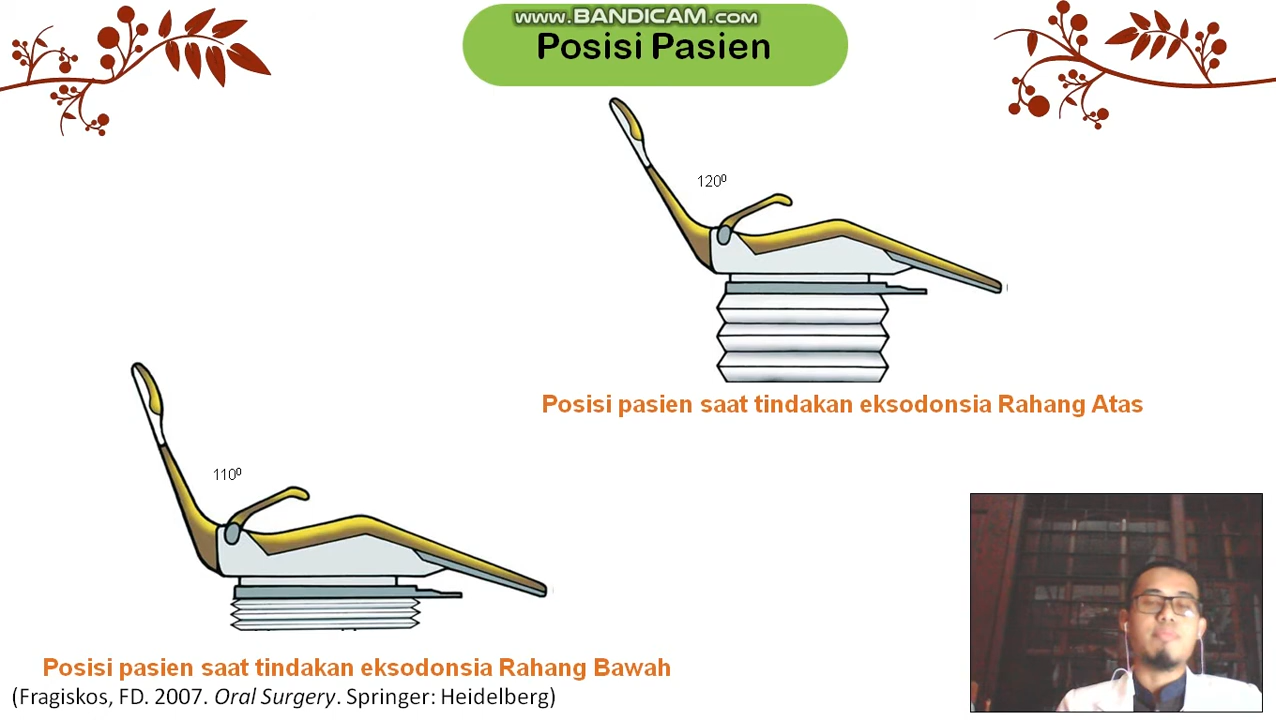 www.BANDICAM.com
Posisi Pasien
120⁰
Posisi pasien saat tindakan eksodonsia Rahang Atas
110⁰
Posisi pasien saat tindakan eksodonsia Rahang Bawah
(Fragiskos, FD. 2007. Oral Surgery. Springer: Heidelberg)